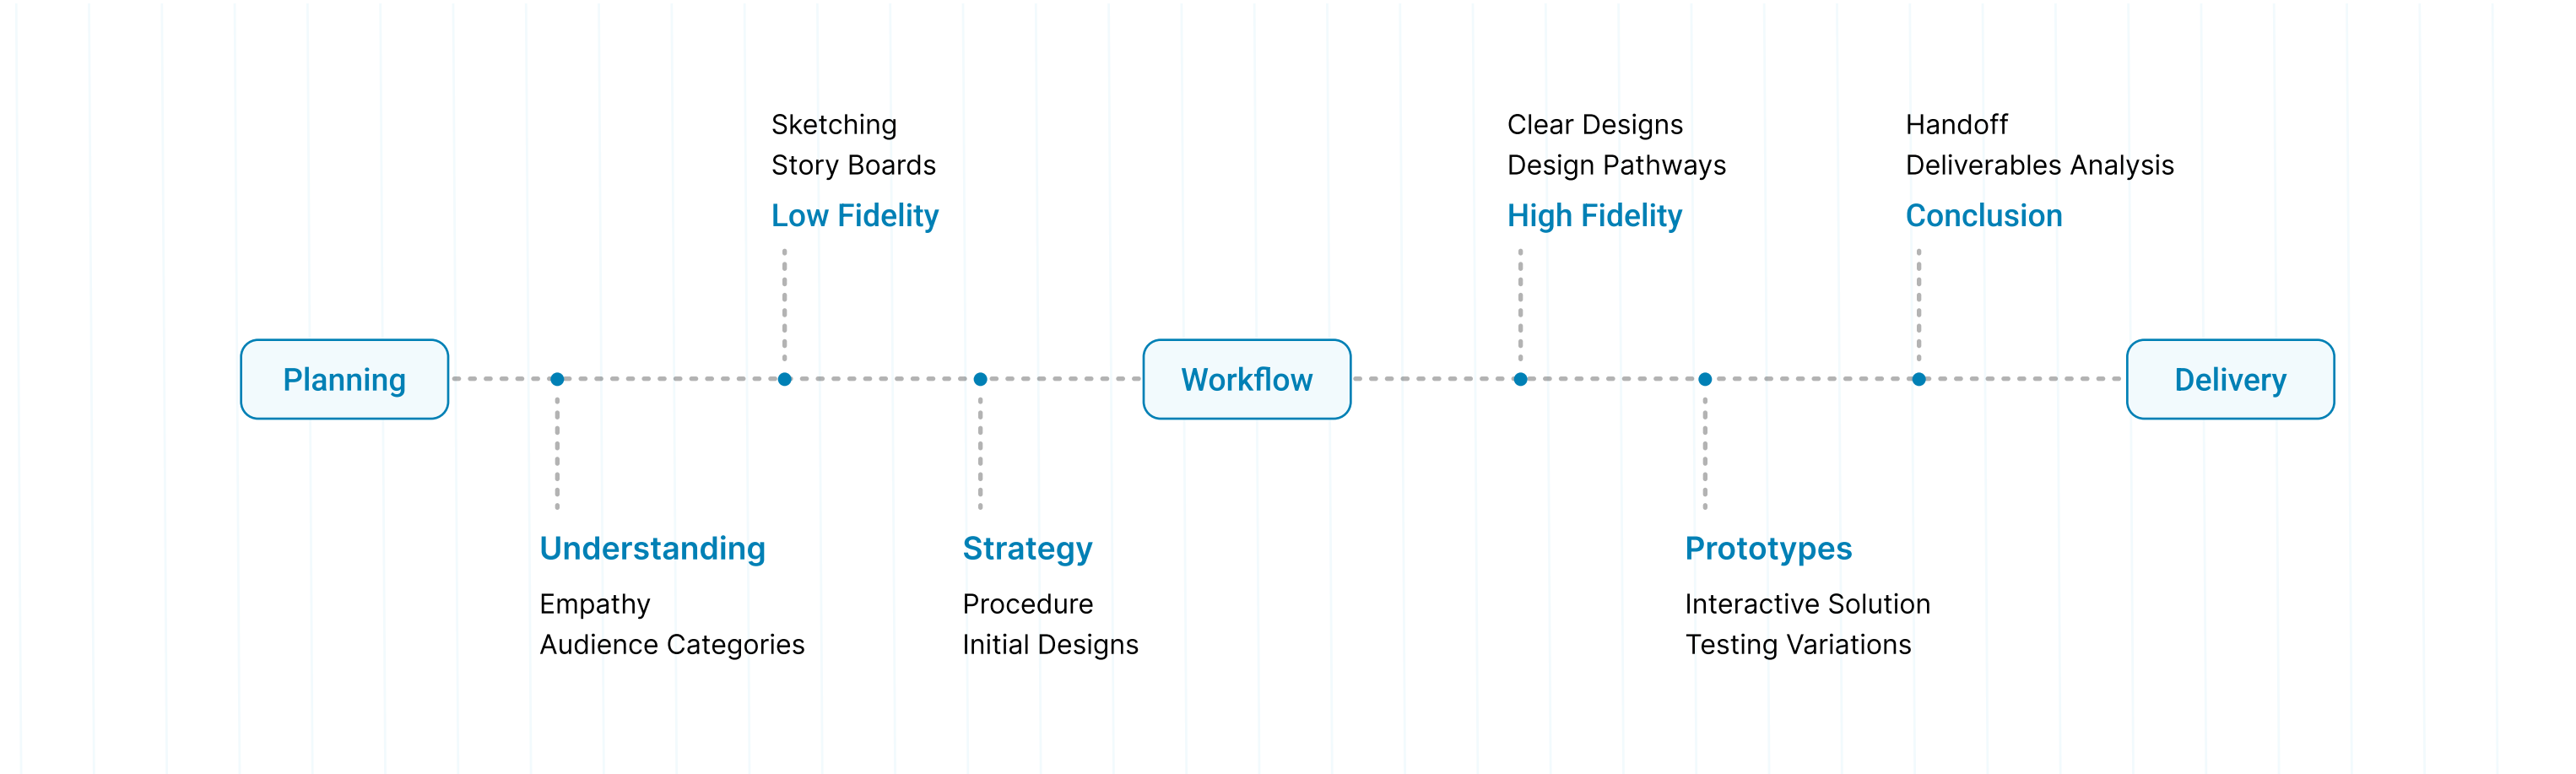 Sketching
Story Boards
Low Fidelity
Clear Designs
Design Pathways
High Fidelity
Handoff
Deliverables Analysis
Conclusion
Planning
Workflow
Delivery
Understanding
Empathy
Audience Categories
Strategy
Procedure
Initial Designs
Prototypes
Interactive Solution
Testing Variations